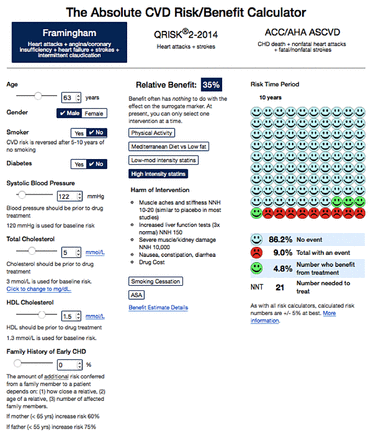 The Absolute CVD Risk/Benefit Calculator
Framingham
Heart attacks + angina/coronary
insufficiency + heart failure + strokes +
intermittent claudication
QRISK®2-2014
Heart attacks + strokes
ACC/AHA ASCVD
CHD death + nonfatal heart attacks
+ fatal/nonfatal strokes
Age
63 years
Gender
✔ Male Female
Smoker
Yes ✔ No
CVD risk is reversed after 5-10 years of
no smoking
Diabetes
Yes ✔ No
Systolic Blood Pressure
122 mmHg
Blood pressure should be prior to drug
treatment
120 mmHg is used for baseline risk.
Total Cholesterol
5 mmol/L
Cholesterol should be prior to drug
treatment
3 mmol/L is used for baseline risk.
Click to change to mg/dL.
HDL Cholesterol
1.5 mmol/L
HDL should be prior to drug treatment
1.3 mmol/L is used for baseline risk.
Family History of Early CHD
0 %
The amount of additional risk conferred
from a family member to a patient
depends on: (1) how close a relative, (2)
age of a relative, (3) number of affected
family members.
If mother (< 65 yrs) increase risk 60%
If father (< 55 yrs) increase risk 75%
Relative Benefit: 35%
Benefit often has nothing to do with the
effect on the surrogate marker. At
present, you can only select one
intervention at a time.
Physical Activity
Mediterranean Diet vs Low fat
Low-mod intensity statins
High intensity statins
Harm of Intervention
Muscle aches and stiffness NNH
10-20 (similar to placebo in most
studies)
Increased liver function tests (3x
normal) NNH 150
Severe muscle/kidney damage
NNH 10,000
Nausea, constipation, diarrhea
Drug Cost
Smoking Cessation
ASA
Benefit Estimate Details
Risk Time Period
10 years
86.2% No event
9.0% Total with an event
4.8% Number who benefit
from treatment
NNT 21 Number needed to
treat
As with all risk calculators, calculated risk
numbers are +/- 5% at best. More
information.